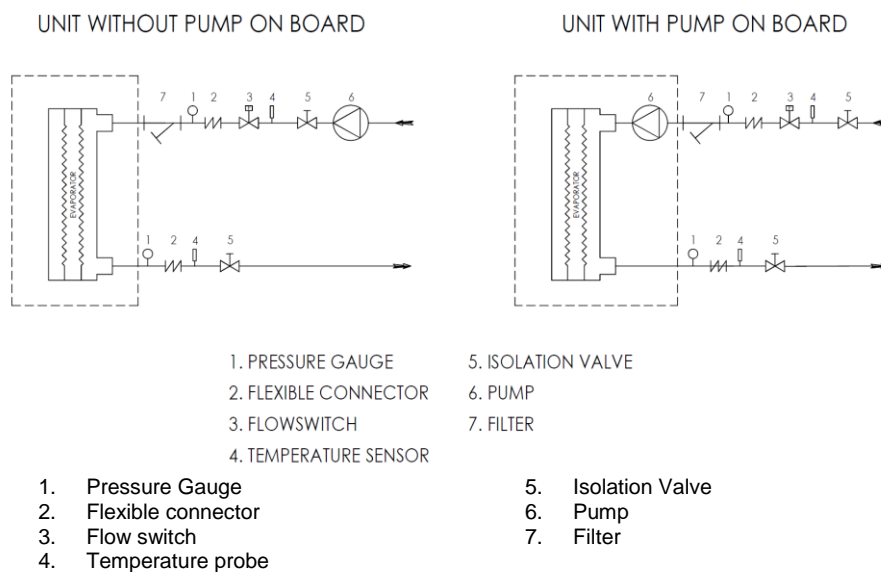 UNIT WITHOUT PUMP ON BOARD
UNIT WITH PUMP ON BOARD
7 1 2 3 4 5 6
EVAPORATOR
1 2 4 5
6 7 1 2 3 4 5
EVAPORATOR
1 2 4 5
1. PRESSURE GAUGE
2. FLEXIBLE CONNECTOR
3. FLOWSWITCH
4. TEMPERATURE SENSOR
5. ISOLATION VALVE
6. PUMP
7. FILTER
1. Pressure Gauge
2. Flexible connector
3. Flow switch
4. Temperature probe
5. Isolation Valve
6. Pump
7. Filter